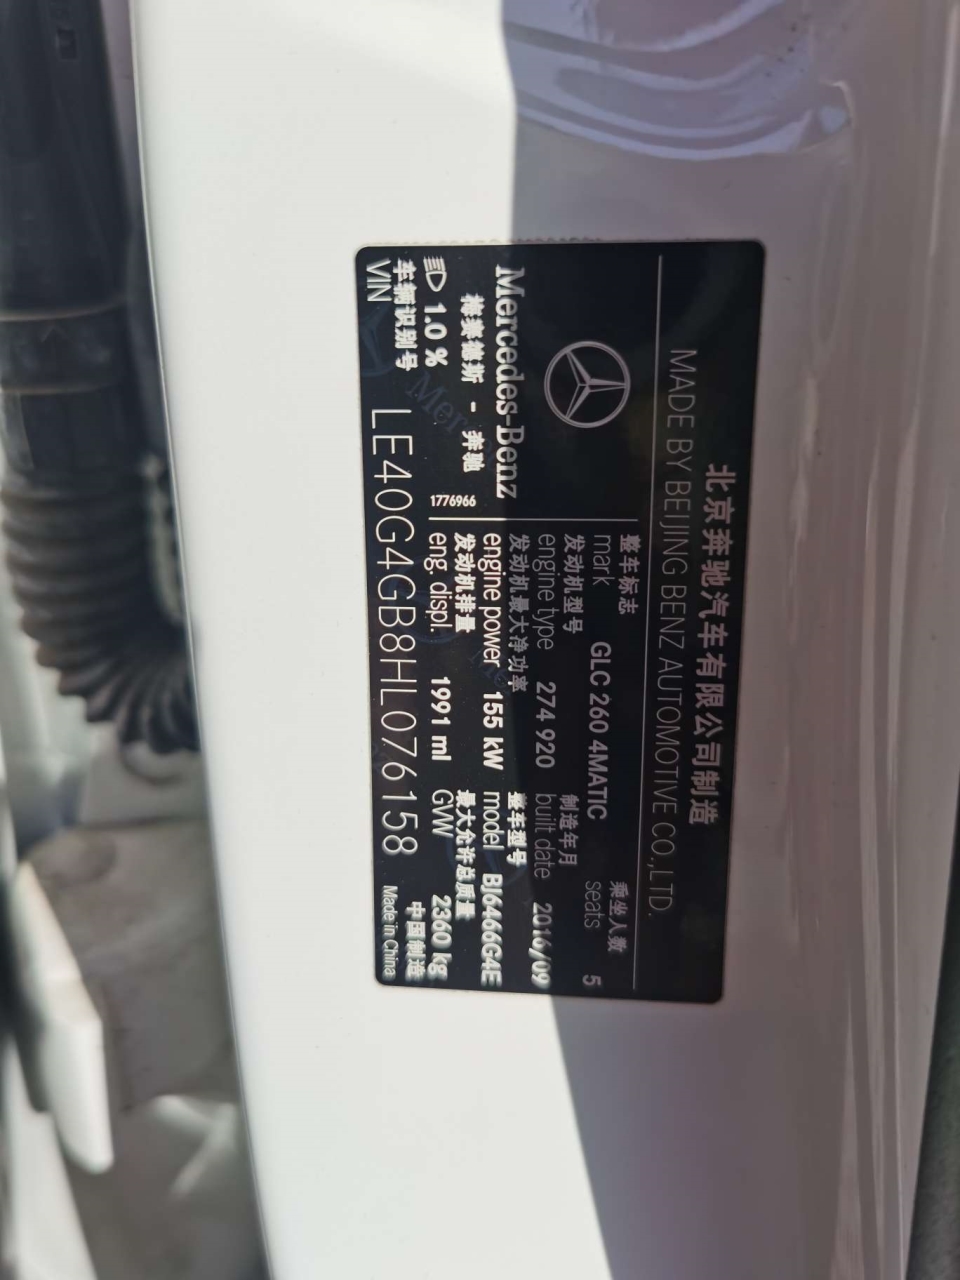 北京奔驰汽车有限公司制造
MADE BY BEIJING BENZ AUTOMOTIVE CO.,LTD.
Mercedes-Benz
梅赛德斯 - 奔驰
1.0 %
1776966
整车标志
mark GLC 260 4MATIC
乘坐人数
seats 5
发动机型号
engine type 274 920
制造年月
built date 2016/09
发动机最大净功率
engine power 155 kW
整车型号
model BJ6466G4E
发动机排量
eng. displ. 1991 ml
最大允许总质量
GVW 2360 kg
车辆识别号
VIN LE40G4GB8HL076158
中国制造
Made in China